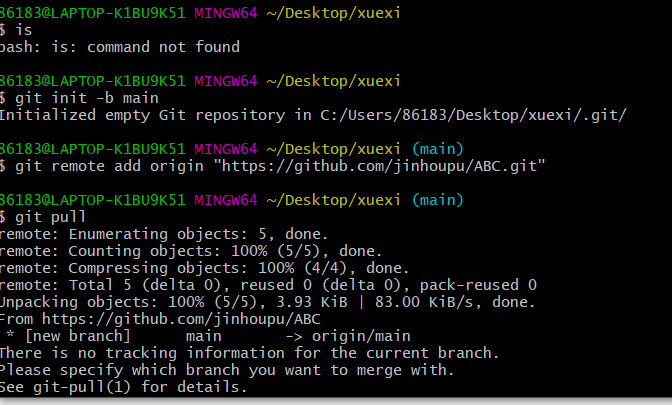 86183@LAPTOP-K1BU9K51 MINGW64 ~/Desktop/xuexi
$ is
bash: is: command not found
86183@LAPTOP-K1BU9K51 MINGW64 ~/Desktop/xuexi
$ git init -b main
Initialized empty Git repository in C:/Users/86183/Desktop/xuexi/.git/
86183@LAPTOP-K1BU9K51 MINGW64 ~/Desktop/xuexi (main)
$ git remote add origin "https://github.com/jinhoupu/ABC.git"
86183@LAPTOP-K1BU9K51 MINGW64 ~/Desktop/xuexi (main)
$ git pull
remote: Enumerating objects: 5, done.
remote: Counting objects: 100% (5/5), done.
remote: Compressing objects: 100% (4/4), done.
remote: Total 5 (delta 0), reused 0 (delta 0), pack-reused 0
Unpacking objects: 100% (5/5), 3.93 KiB | 83.00 KiB/s, done.
From https://github.com/jinhoupu/ABC
 * [new branch]      main       -> origin/main
There is no tracking information for the current branch.
Please specify which branch you want to merge with.
See git-pull(1) for details.